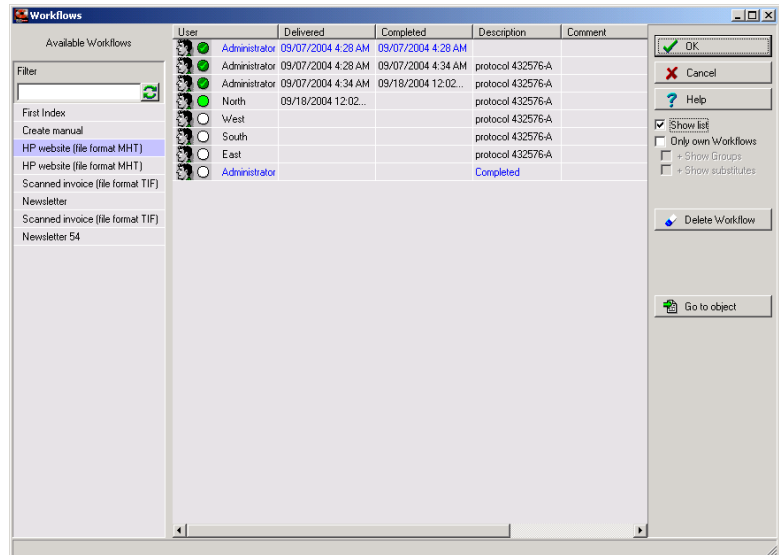 Workflows
Available Workflows
Filter
First Index
Create manual
HP website (file format MHT)
HP website (file format MHT)
Scanned invoice (file format TIF)
Newsletter
Scanned invoice (file format TIF)
Newsletter 54
User Delivered Completed Description Comment
Administrator 09/07/2004 4:28 AM 09/07/2004 4:28 AM
Administrator 09/07/2004 4:28 AM 09/07/2004 4:34 AM protocol 432576-A
Administrator 09/07/2004 4:34 AM 09/18/2004 12:02... protocol 432576-A
North 09/18/2004 12:02... protocol 432576-A
West protocol 432576-A
South protocol 432576-A
East protocol 432576-A
Administrator Completed
OK
Cancel
Help
Show list
Only own Workflows
+ Show Groups
+ Show substitutes
Delete Workflow
Go to object